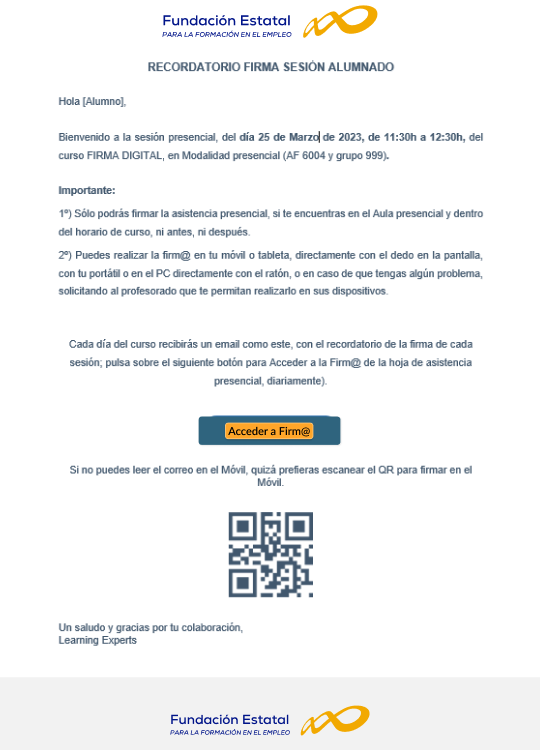 Fundación Estatal
PARA LA FORMACIÓN EN EL EMPLEO
RECORDATORIO FIRMA SESIÓN ALUMNADO
Hola [Alumno],
Bienvenido a la sesión presencial, del día 25 de Marzo de 2023, de 11:30h a 12:30h, del
curso FIRMA DIGITAL, en Modalidad presencial (AF 6004 y grupo 999).
Importante:
1º) Sólo podrás firmar la asistencia presencial, si te encuentras en el Aula presencial y dentro
del horario de curso, ni antes, ni después.
2º) Puedes realizar la firm@ en tu móvil o tableta, directamente con el dedo en la pantalla,
con tu portátil o en el PC directamente con el ratón, o en caso de que tengas algún problema,
solicitando al profesorado que te permitan realizarlo en sus dispositivos.
Cada día del curso recibirás un email como este, con el recordatorio de la firma de cada
sesión; pulsa sobre el siguiente botón para Acceder a la Firm@ de la hoja de asistencia
presencial, diariamente).
Acceder a Firm@
Si no puedes leer el correo en el Móvil, quizá prefieras escanear el QR para firmar en el
Móvil.
Un saludo y gracias por tu colaboración,
Learning Experts
Fundación Estatal
PARA LA FORMACIÓN EN EL EMPLEO